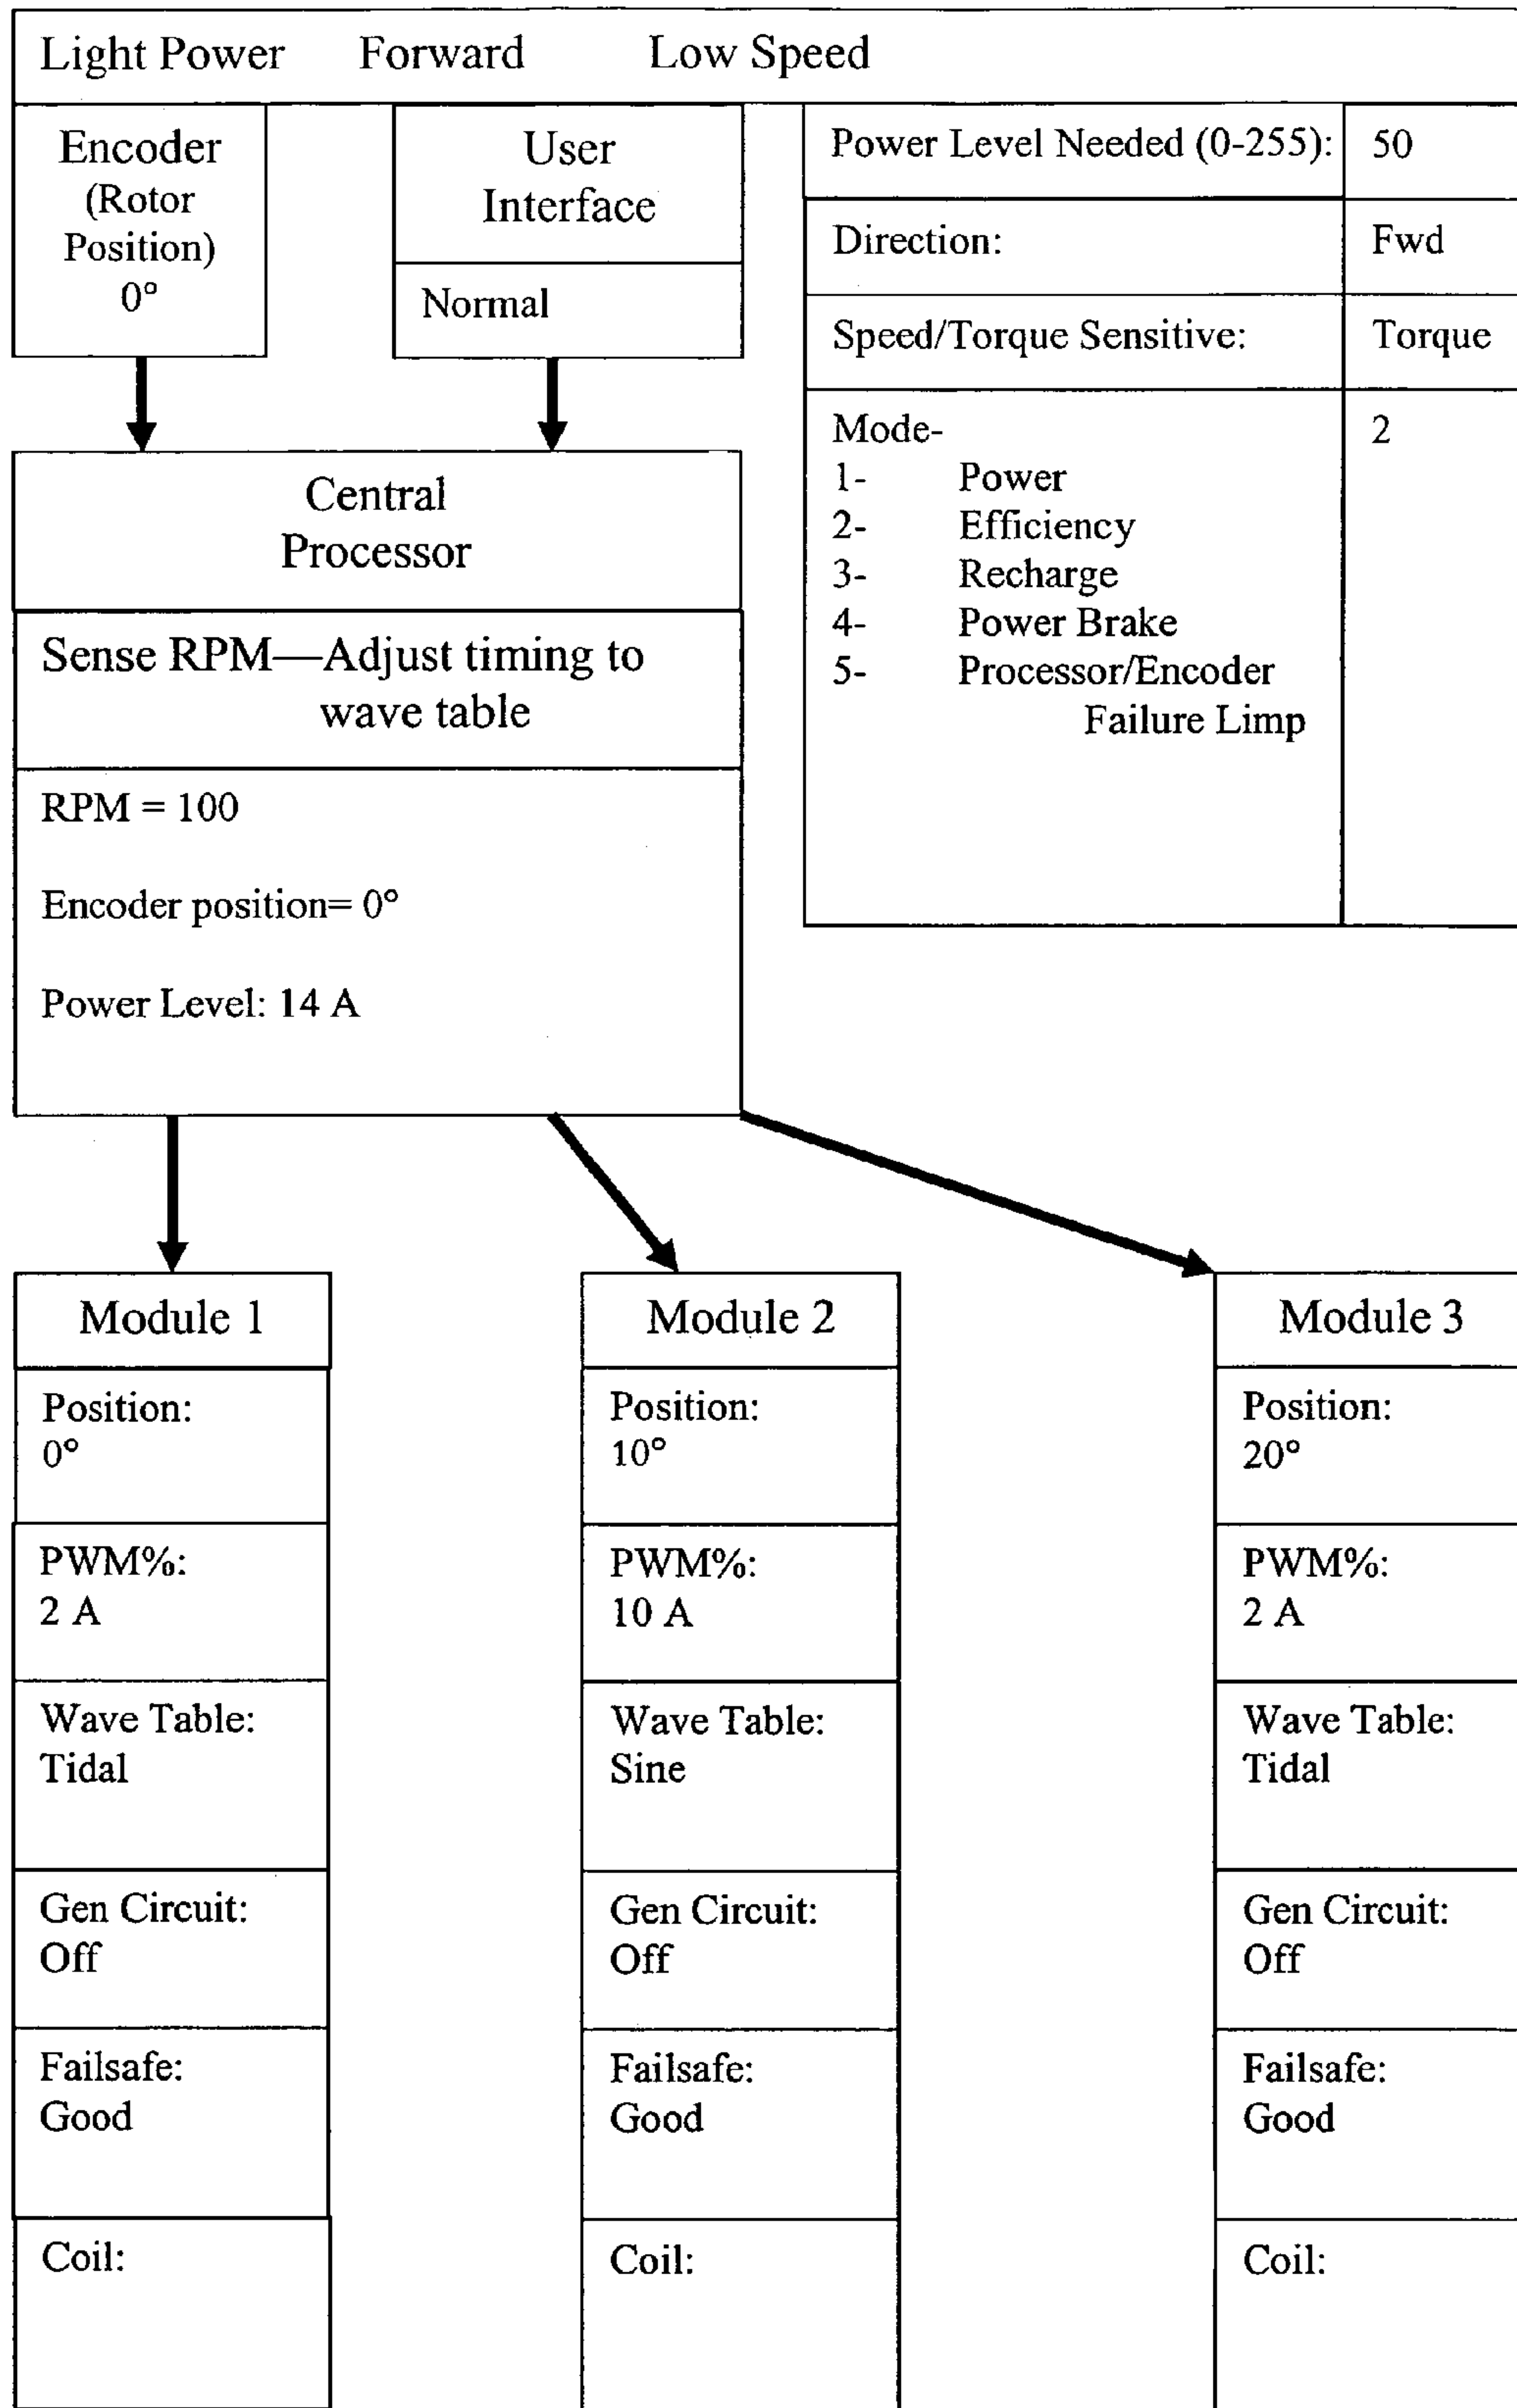 Light Power Forward Low Speed
Encoder
(Rotor
Position)
0°
User
Interface
Normal
Power Level Needed (0-255): 50
Direction: Fwd
Speed/Torque Sensitive: Torque
Mode- 2
1- Power
2- Efficiency
3- Recharge
4- Power Brake
5- Processor/Encoder
Failure Limp
Central
Processor
Sense RPM—Adjust timing to
wave table
RPM = 100
Encoder position= 0°
Power Level: 14 A
Module 1
Position:
0°
PWM%:
2 A
Wave Table:
Tidal
Gen Circuit:
Off
Failsafe:
Good
Coil:
Module 2
Position:
10°
PWM%:
10 A
Wave Table:
Sine
Gen Circuit:
Off
Failsafe:
Good
Coil:
Module 3
Position:
20°
PWM%:
2 A
Wave Table:
Tidal
Gen Circuit:
Off
Failsafe:
Good
Coil: